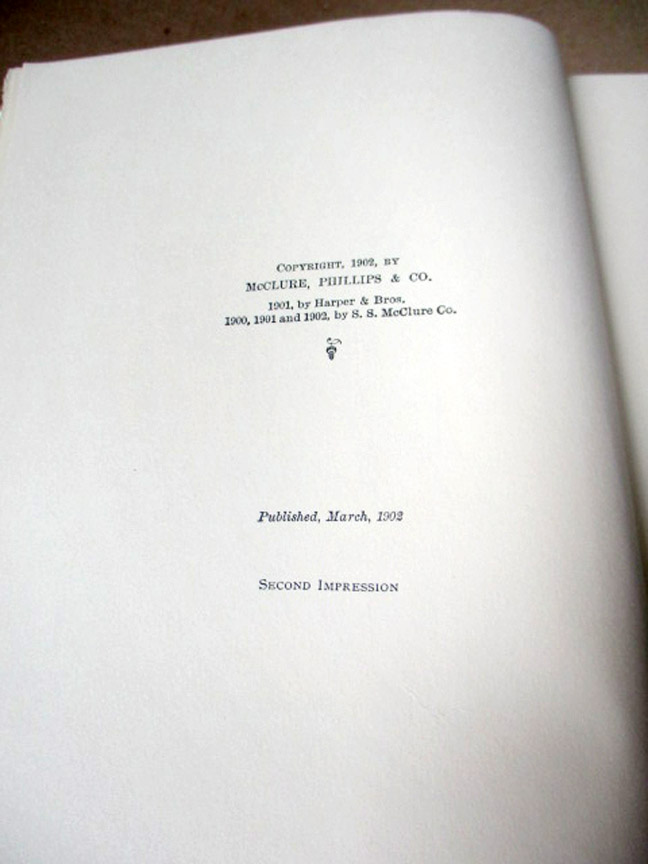 COPYRIGHT, 1902, BY
McCLURE, PHILLIPS & CO.
1901, by Harper & Bros.
1900, 1901 and 1902, by S. S. McClure Co.
Published, March, 1902
SECOND IMPRESSION